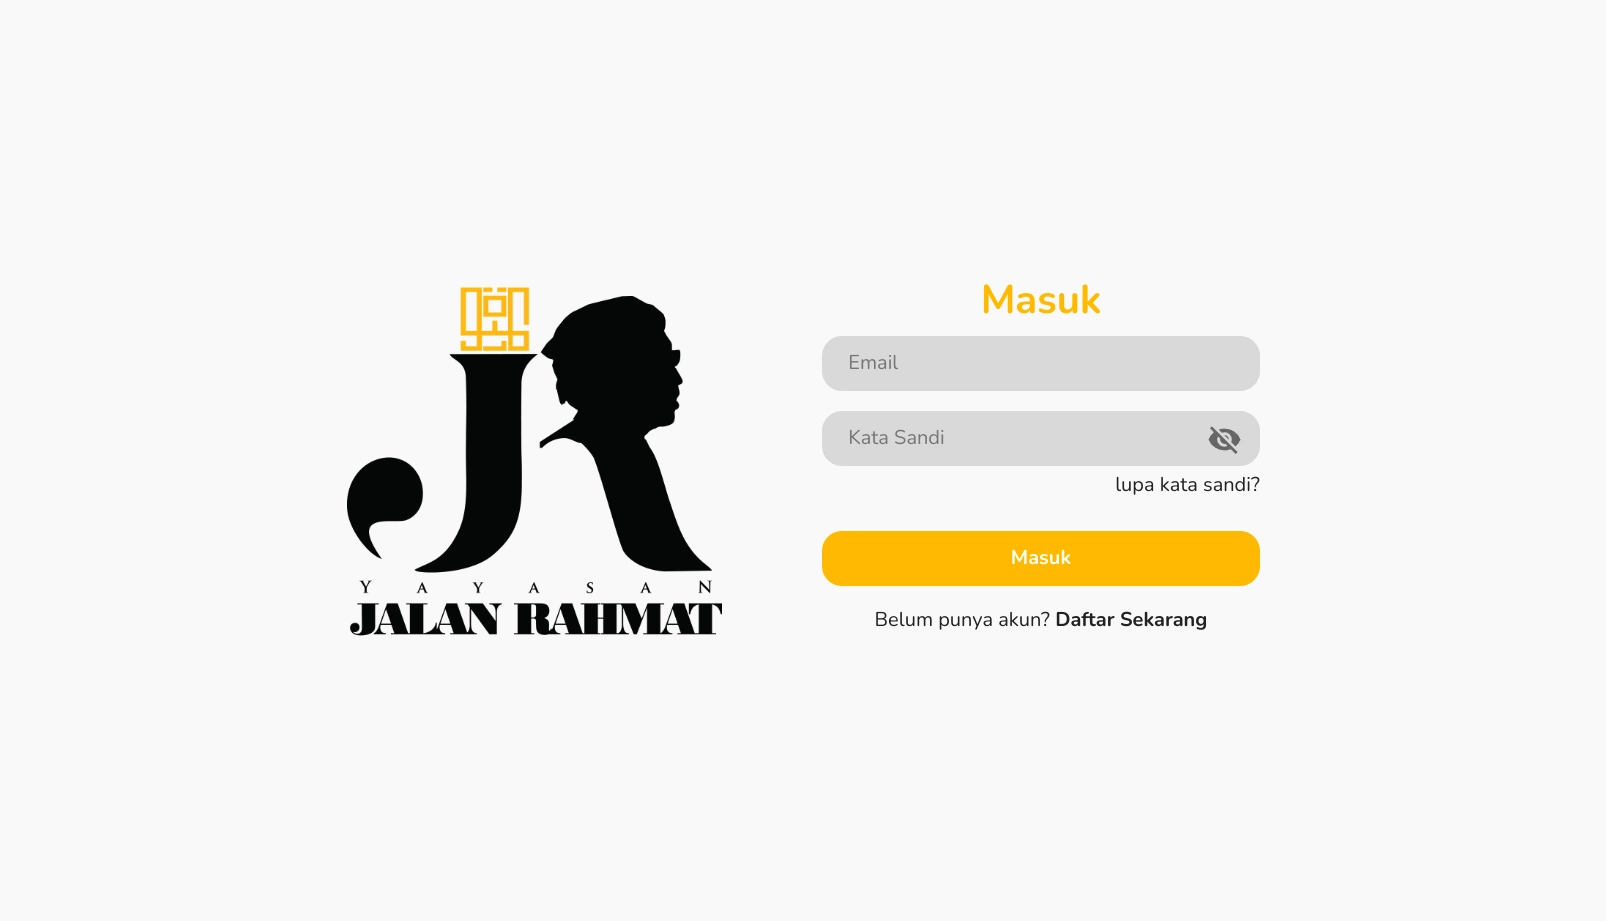 Masuk
Email
Kata Sandi
lupa kata sandi?
Masuk
Belum punya akun? Daftar Sekarang
YAYASAN
JALAN RAHMAT